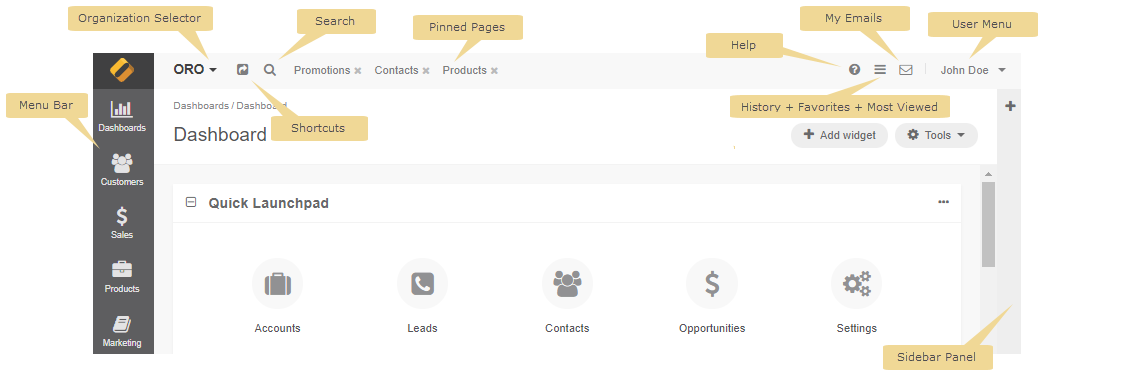 Organization Selector
Search
Pinned Pages
My Emails
User Menu
Help
ORO
Promotions ×
Contacts ×
Products ×
John Doe
Menu Bar
History + Favorites + Most Viewed
Dashboards / Dashboard
Shortcuts
Dashboard
Add widget
Tools
Dashboards
Customers
Sales
Products
Marketing
Quick Launchpad
Accounts
Leads
Contacts
Opportunities
Settings
Sidebar Panel